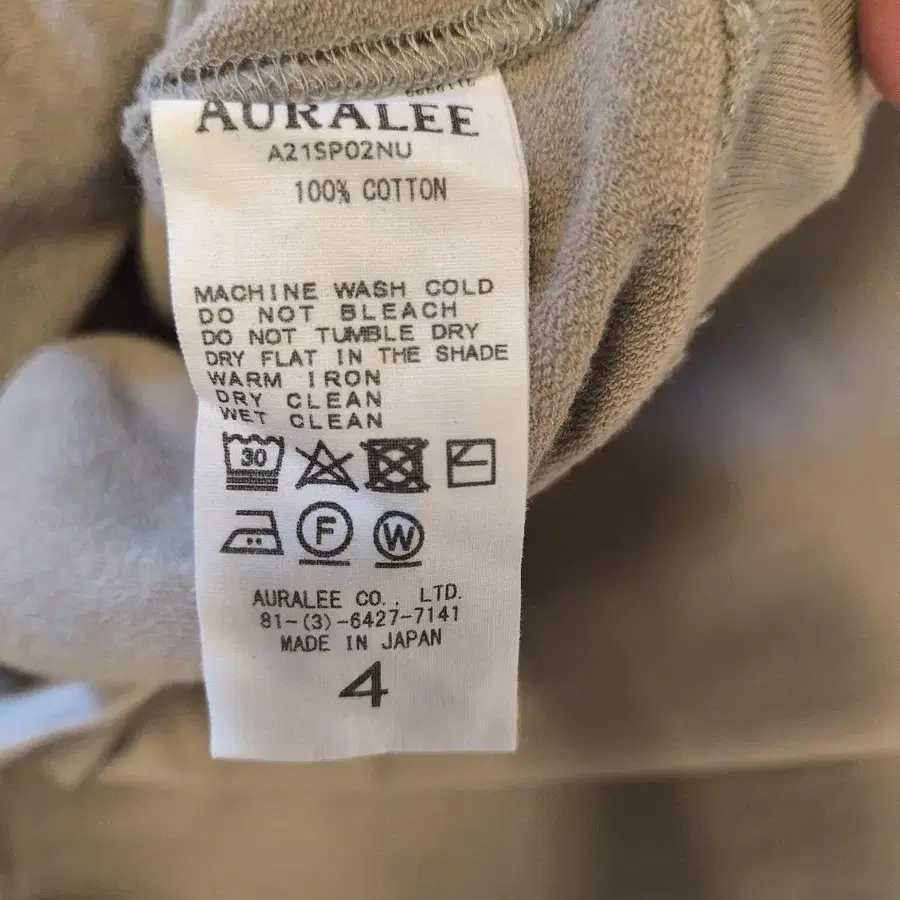 AURALEE
A21SP02NU
100% COTTON
MACHINE WASH COLD
DO NOT BLEACH
DO NOT TUMBLE DRY
DRY FLAT IN THE SHADE
WARM IRON
DRY CLEAN
WET CLEAN
30
F W
AURALEE CO., LTD.
81-(3)-6427-7141
MADE IN JAPAN
4